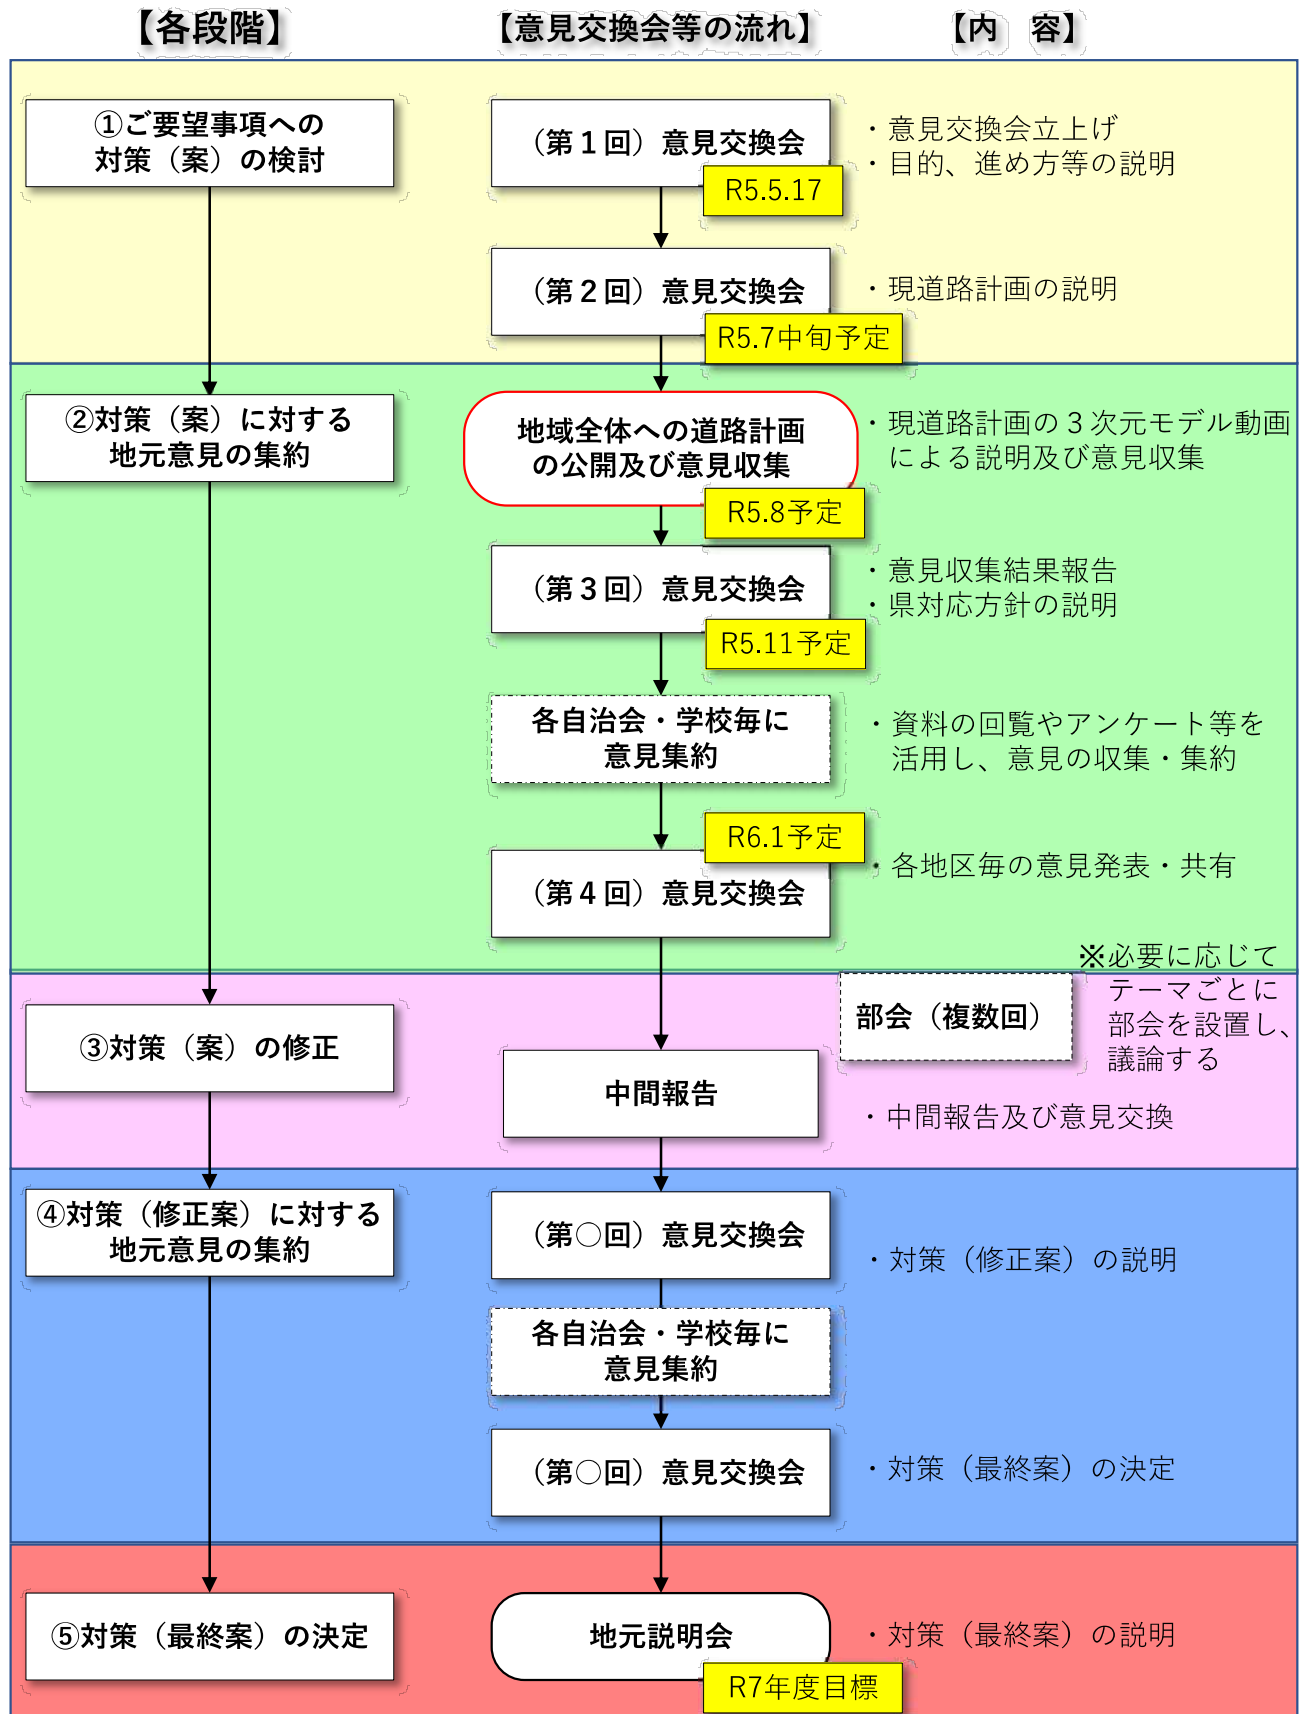 【各段階】
【意見交換会等の流れ】
【内　容】
①ご要望事項への
対策（案）の検討
（第１回）意見交換会
R5.5.17
・意見交換会立上げ
・目的、進め方等の説明
（第２回）意見交換会
R5.7中旬予定
・現道路計画の説明
②対策（案）に対する
地元意見の集約
地域全体への道路計画
の公開及び意見収集
R5.8予定
・現道路計画の３次元モデル動画
による説明及び意見収集
（第３回）意見交換会
R5.11予定
・意見収集結果報告
・県対応方針の説明
各自治会・学校毎に
意見集約
・資料の回覧やアンケート等を
活用し、意見の収集・集約
R6.1予定
（第４回）意見交換会
・各地区毎の意見発表・共有
③対策（案）の修正
部会（複数回）
※必要に応じて
テーマごとに
部会を設置し、
議論する
中間報告
・中間報告及び意見交換
④対策（修正案）に対する
地元意見の集約
（第○回）意見交換会
・対策（修正案）の説明
各自治会・学校毎に
意見集約
（第○回）意見交換会
・対策（最終案）の決定
⑤対策（最終案）の決定
地元説明会
R7年度目標
・対策（最終案）の説明